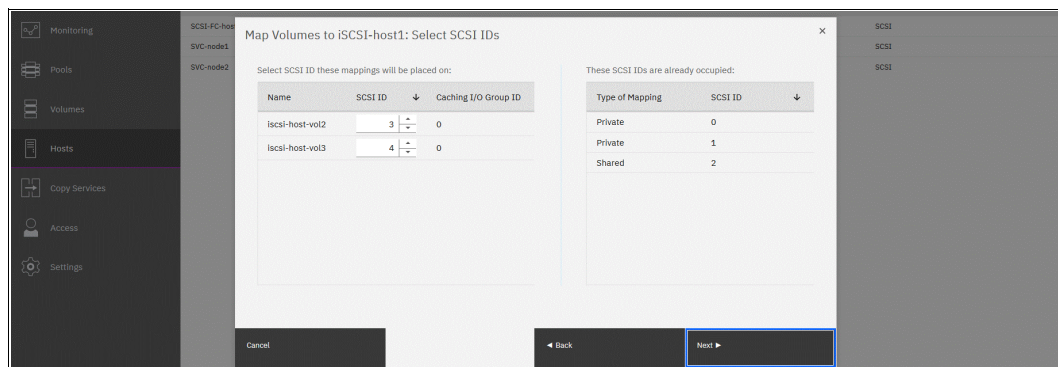 Monitoring
Pools
Volumes
Hosts
Copy Services
Access
Settings
SCSI-FC-hos SCSI
SVC-node1 SCSI
SVC-node2 SCSI
Map Volumes to iSCSI-host1: Select SCSI IDs ×
Select SCSI ID these mappings will be placed on:
Name SCSI ID ↓ Caching I/O Group ID
iscsi-host-vol2 3 0
iscsi-host-vol3 4 0
These SCSI IDs are already occupied:
Type of Mapping SCSI ID ↓
Private 0
Private 1
Shared 2
Cancel ◄ Back Next ►